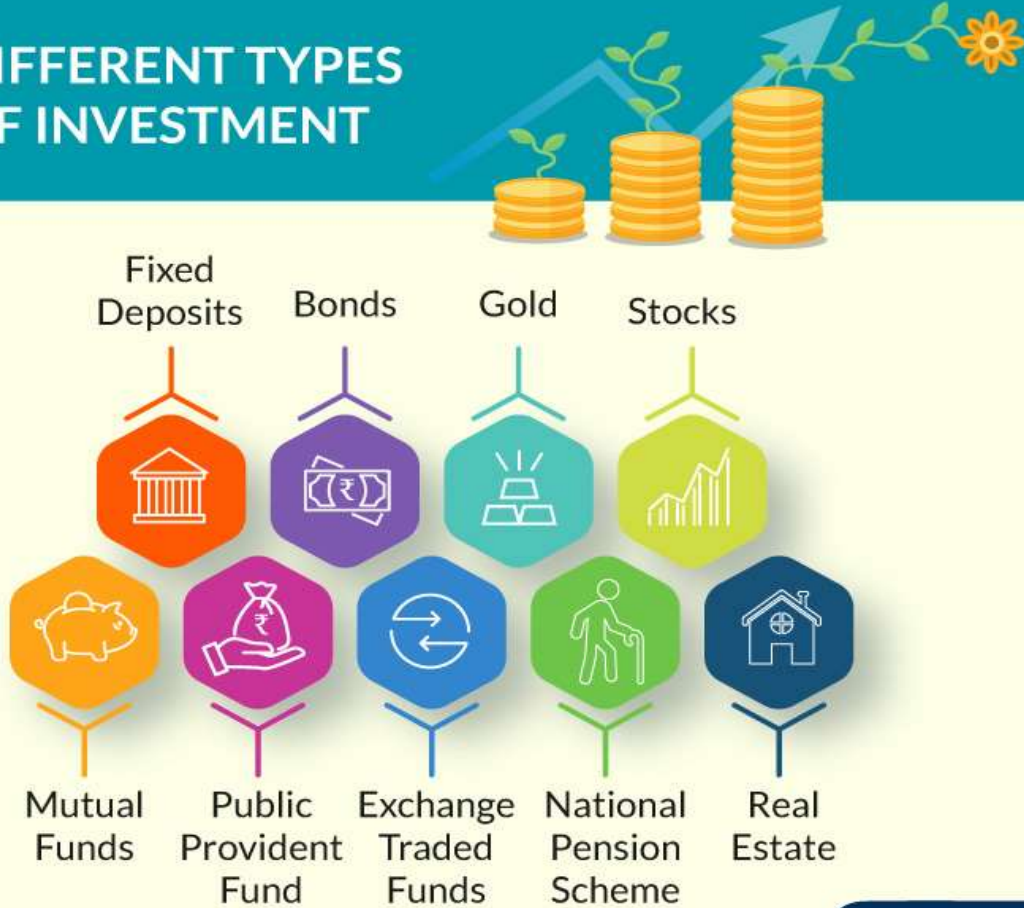 IFFERENT TYPES
F INVESTMENT
Fixed
Deposits
Bonds
Gold
Stocks
₹
₹
Mutual
Funds
Public
Provident
Fund
Exchange
Traded
Funds
National
Pension
Scheme
Real
Estate